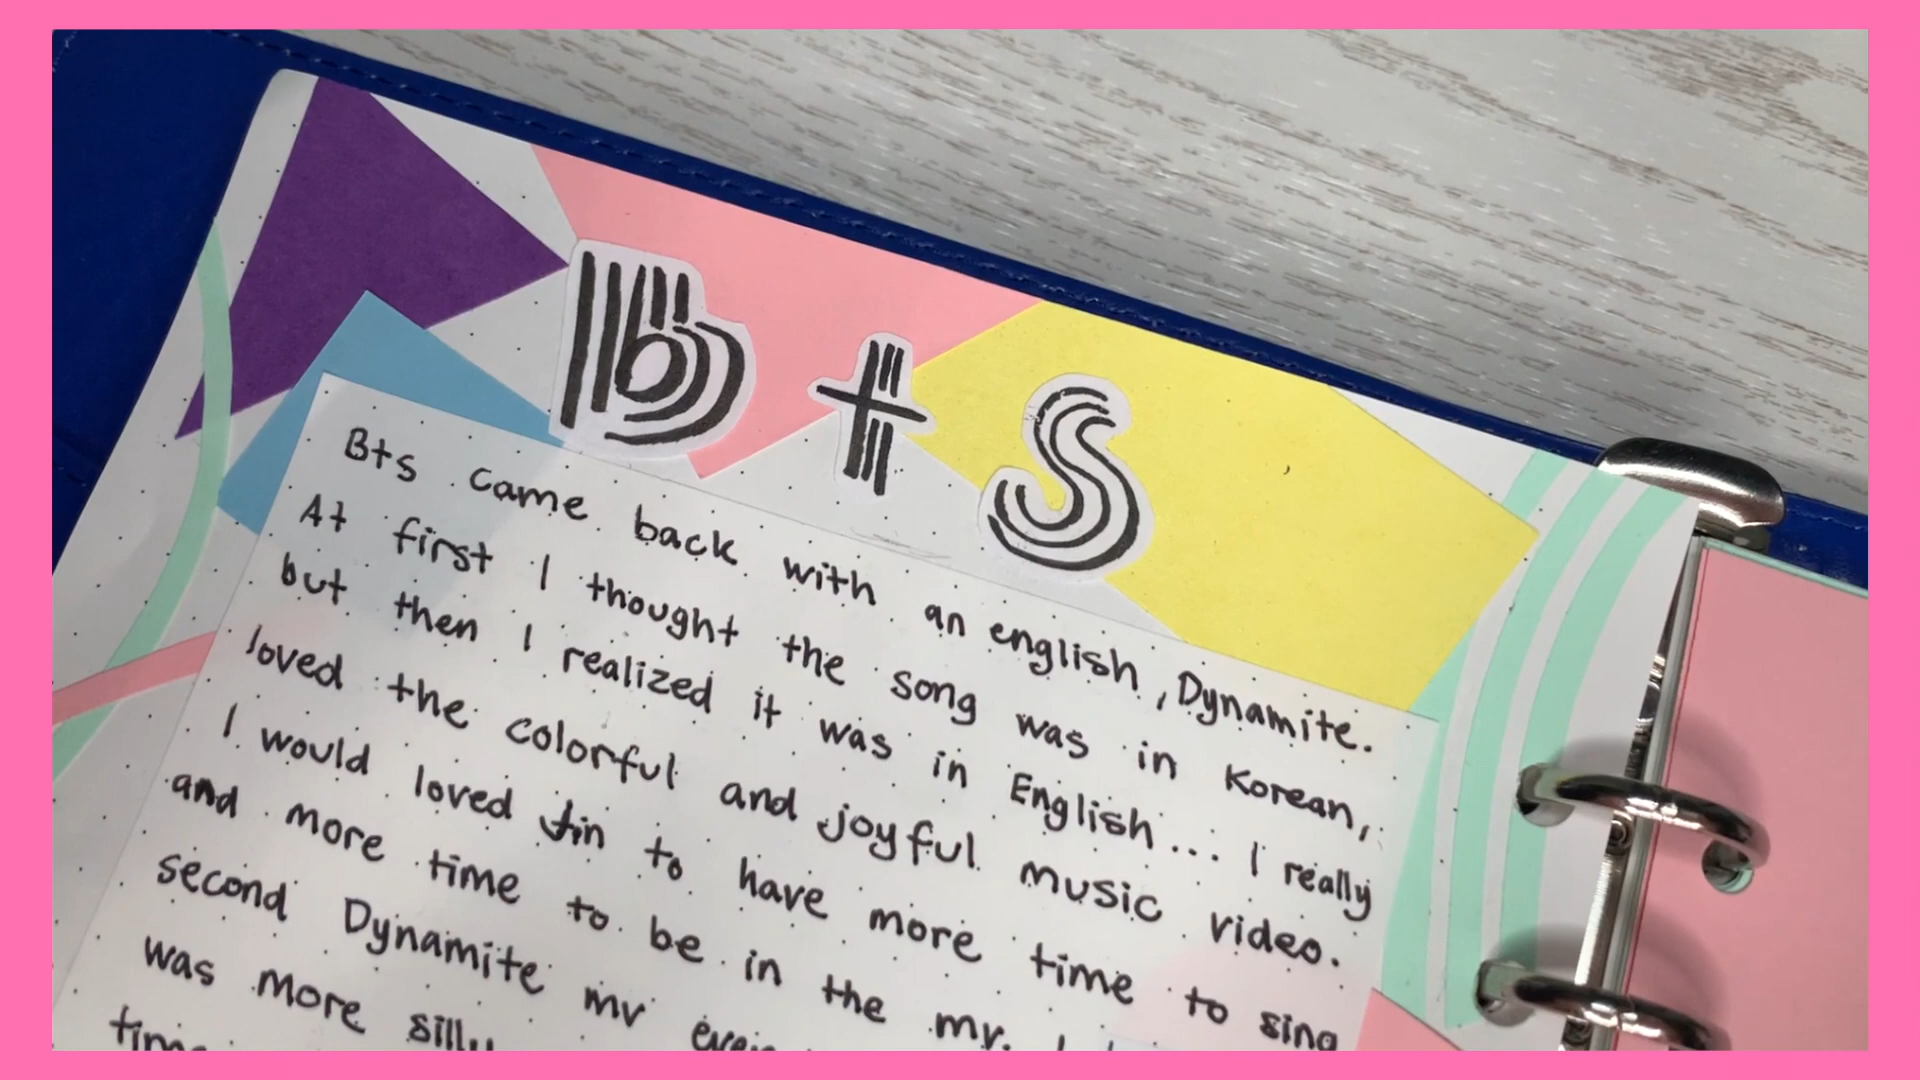 bts
Bts came back with an english, Dynamite.
At first I thought the song was in Korean,
but then I realized it was in English... I really
loved the colorful and joyful music video.
I would loved Jin to have more time to sing
and more time to be in the mv. I
second Dynamite mv
was more silly